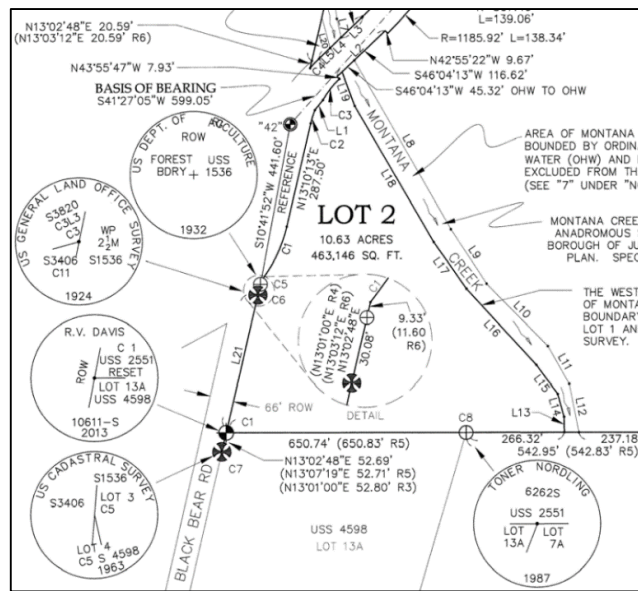 L=139.06'
R=1185.92' L=138.34'
N13°02'48"E 20.59'
(N13°03'12"E 20.59' R6)
N42°55'22"W 9.67'
S46°04'13"W 116.62'
N43°55'47"W 7.93'
S46°04'13"W 45.32' OHW TO OHW
BASIS OF BEARING
S41°27'05"W 599.05'
L20
L7
L3
C4
L5
L4
L2
L19
C3
L1
C2
"42"
US DEPT. OF AGRICULTURE
ROW
FOREST USS
BDRY + 1536
1932
REFERENCE
S10°41'52"W 441.60'
N13°10'13"E
287.50'
C1
MONTANA
CREEK
L8
L18
L9
L17
L10
L16
L11
L15
L14
L12
L13
AREA OF MONTANA
BOUNDED BY ORDINA
WATER (OHW) AND
EXCLUDED FROM TH
(SEE "7" UNDER "N
MONTANA CREE
ANADROMOUS
BOROUGH OF JU
PLAN. SPEC
THE WEST
OF MONTA
BOUNDARY
LOT 1 AN
SURVEY.
LOT 2
10.63 ACRES
463,146 SQ. FT.
US GENERAL LAND OFFICE SURVEY
S3820
C3L3
C3
WP
2½M
S3406
S1536
C11
1924
C5
C6
(N13°01'00"E R4)
(N13°03'12"E R6)
N13°02'48"E
30.08'
C1
9.33'
(11.60
R6)
DETAIL
L21
66' ROW
R.V. DAVIS
C 1
USS 2551
RESET
ROW
LOT 13A
USS 4598
10611-S
2013
C1
C8
650.74' (650.83' R5)
266.32'
237.18
542.95' (542.83' R5)
N13°02'48"E 52.69'
(N13°07'19"E 52.71' R5)
(N13°01'00"E 52.80' R3)
C7
BLACK BEAR RD
US CADASTRAL SURVEY
S1536
S3406
LOT 3
C5
LOT 4
C5 S 4598
1963
USS 4598
LOT 13A
TONER NORDLING
6262S
USS 2551
LOT
13A
LOT
7A
1987